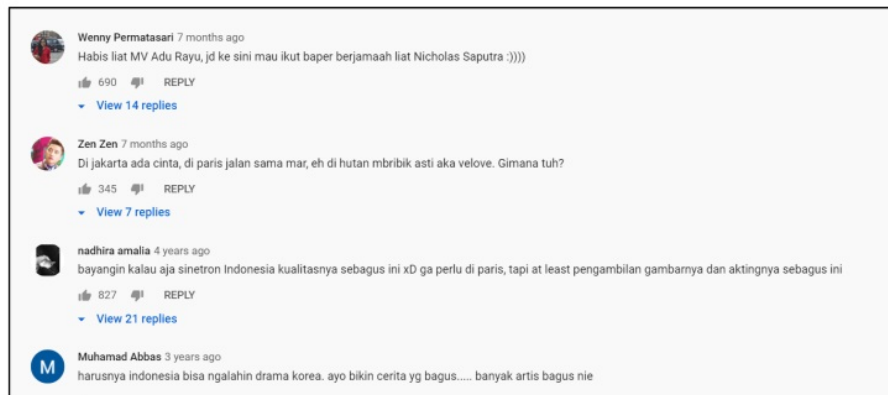 Wenny Permatasari 7 months ago
Habis liat MV Adu Rayu, jd ke sini mau ikut baper berjamaah liat Nicholas Saputra :))))
690 REPLY
View 14 replies
Zen Zen 7 months ago
Di jakarta ada cinta, di paris jalan sama mar, eh di hutan mbribik asti aka velove. Gimana tuh?
345 REPLY
View 7 replies
nadhira amalia 4 years ago
bayangin kalau aja sinetron Indonesia kualitasnya sebagus ini xD ga perlu di paris, tapi at least pengambilan gambarnya dan aktingnya sebagus ini
827 REPLY
View 21 replies
M
Muhamad Abbas 3 years ago
harusnya indonesia bisa ngalahin drama korea. ayo bikin cerita yg bagus..... banyak artis bagus nie